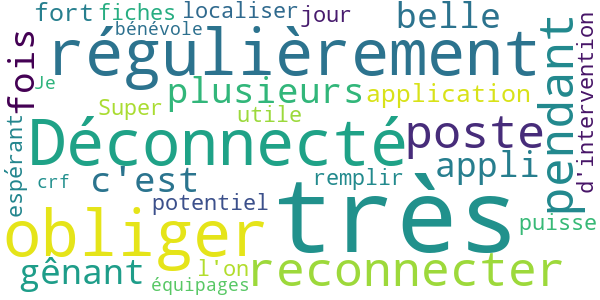 fort fiches localiser jour belle
bénévole
fois régulièrement pendant d'intervention
Je
Super plusieurs application
utile
Déconnecté poste
espérant crf c'est remplir appli
potentiel
obliger très puisse
gênant l'on reconnecter
équipages